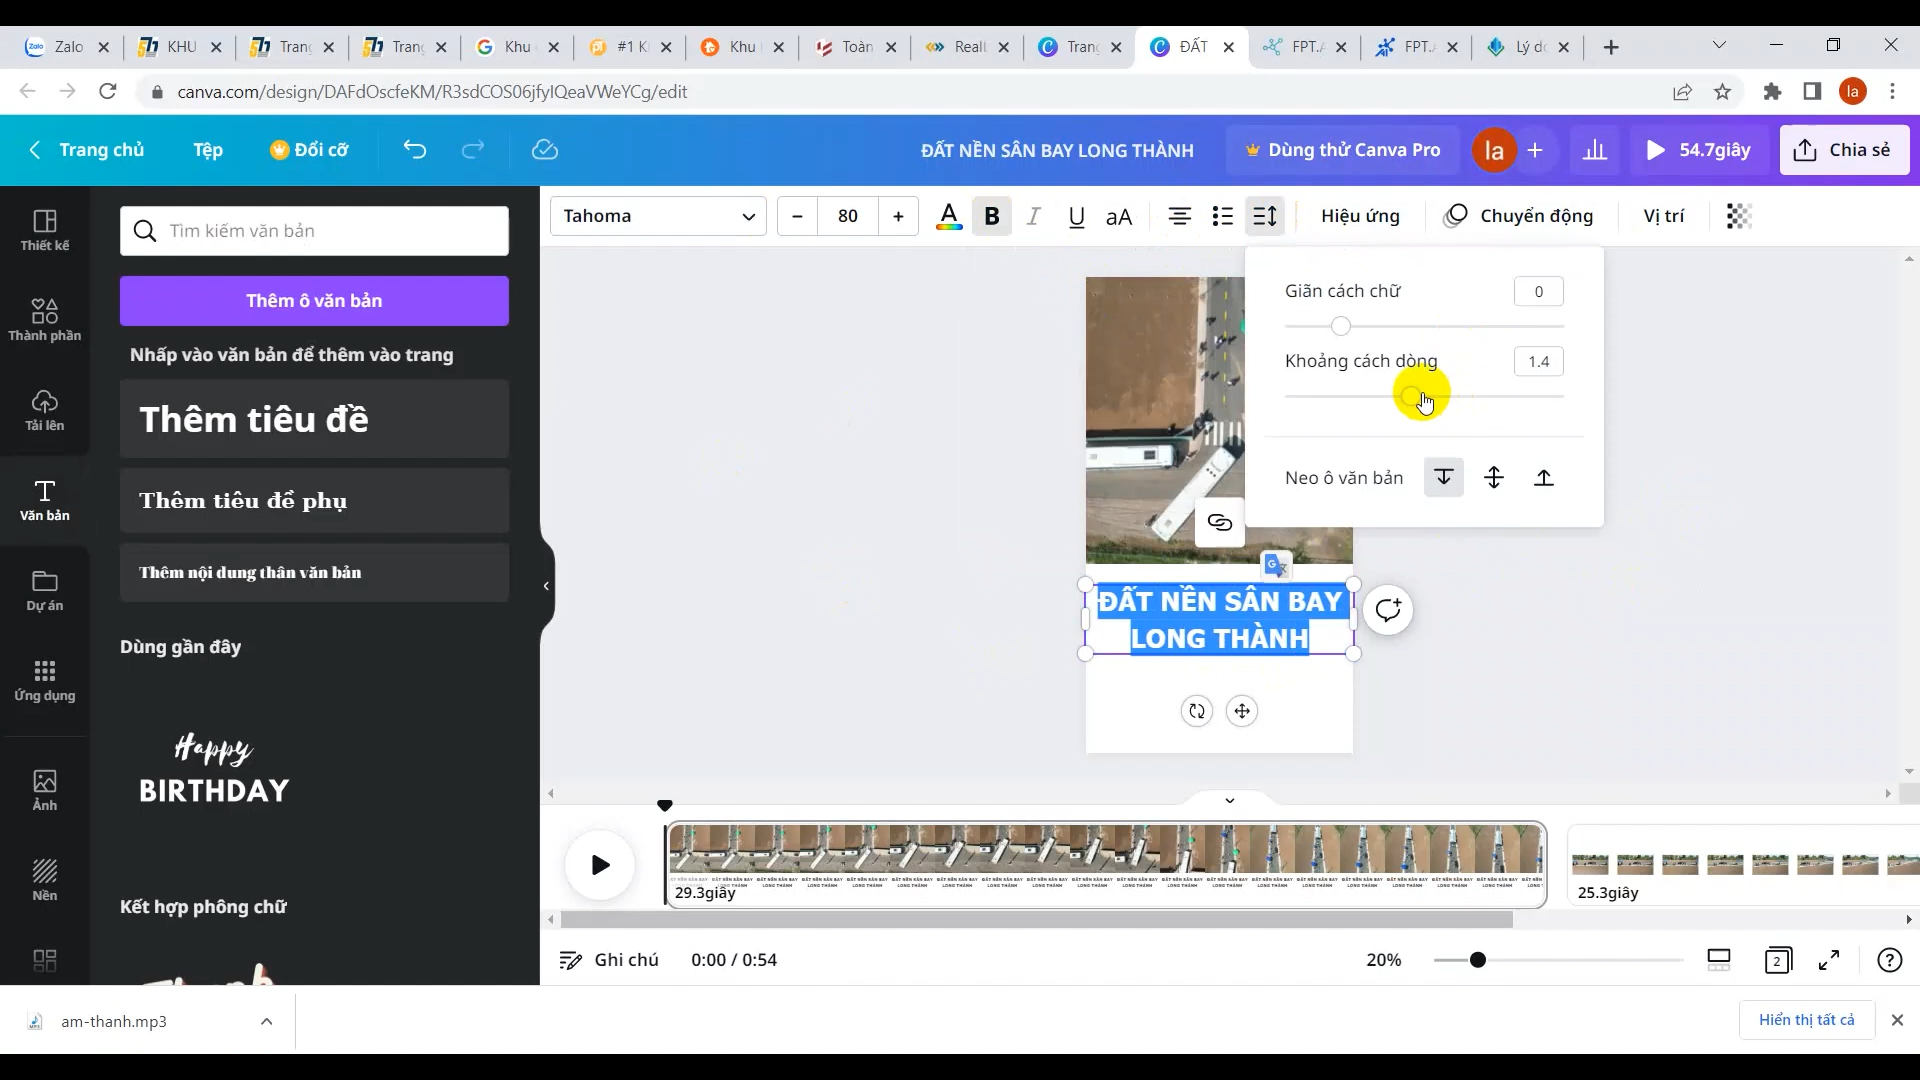 Zalo
KHU
Trang
Trang
Khu
#1 K
Khu
Toàn
Reall
Trang
ĐẤT
FPT.
FPT.
Lý do
canva.com/design/DAFdOscfeKM/R3sdCOS06jfyIQeaVWeYCg/edit
la
Trang chủ
Tệp
Đổi cỡ
ĐẤT NỀN SÂN BAY LONG THÀNH
Dùng thử Canva Pro
la
54.7giây
Chia sẻ
Thiết kế
Thành phần
Tải lên
Văn bản
Dự án
Ứng dụng
Ảnh
Nền
Tìm kiếm văn bản
Thêm ô văn bản
Nhấp vào văn bản để thêm vào trang
Thêm tiêu đề
Thêm tiêu đề phụ
Thêm nội dung thân văn bản
Dùng gần đây
Happy
BIRTHDAY
Kết hợp phông chữ
Tahoma
80
B
I
U
aA
Hiệu ứng
Chuyển động
Vị trí
Giãn cách chữ
0
Khoảng cách dòng
1.4
Neo ô văn bản
ĐẤT NỀN SÂN BAY
LONG THÀNH
29.3giây
25.3giây
Ghi chú
0:00 / 0:54
20%
2
am-thanh.mp3
Hiển thị tất cả